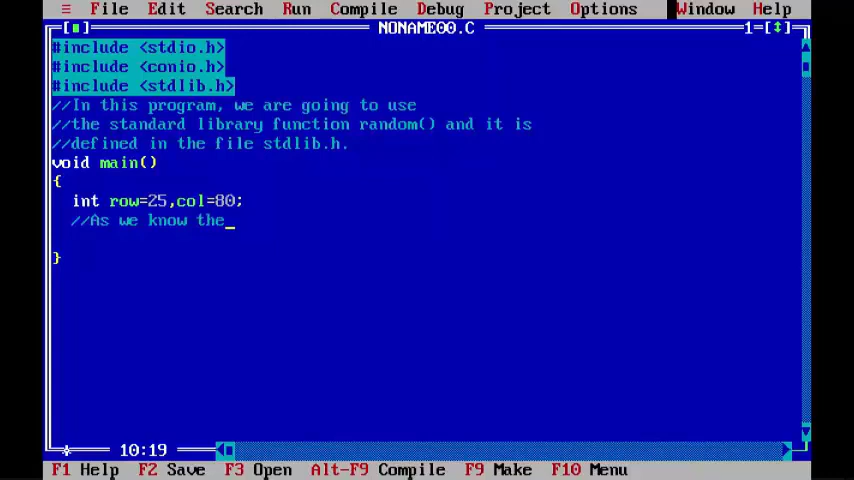 ≡ File Edit Search Run Compile Debug Project Options Window Help
[■] NONAME00.C 1=[↕]
#include <stdio.h>
#include <conio.h>
#include <stdlib.h>
//In this program, we are going to use
//the standard library function random() and it is
//defined in the file stdlib.h.
void main()
{
int row=25,col=80;
//As we know the_
}
* 10:19
F1 Help F2 Save F3 Open Alt-F9 Compile F9 Make F10 Menu